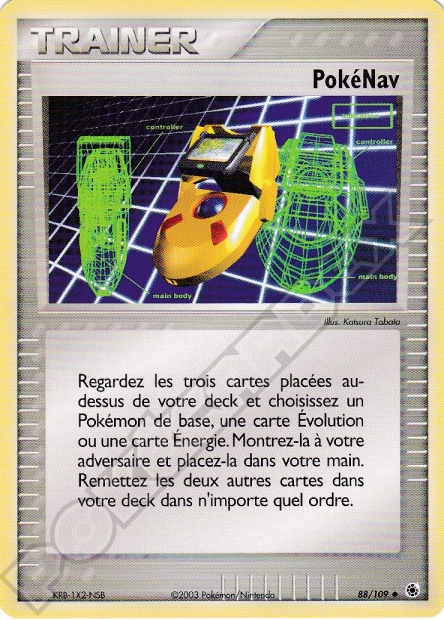 TRAINER
PokéNav
controller
controller
main body
main body
illus. Katsura Tabata
Regardez les trois cartes placées au-
dessus de votre deck et choisissez un
Pokémon de base, une carte Évolution
ou une carte Énergie. Montrez-la à votre
adversaire et placez-la dans votre main.
Remettez les deux autres cartes dans
votre deck dans n'importe quel ordre.
KRB-1X2-NSB
©2003 Pokémon/Nintendo
88/109